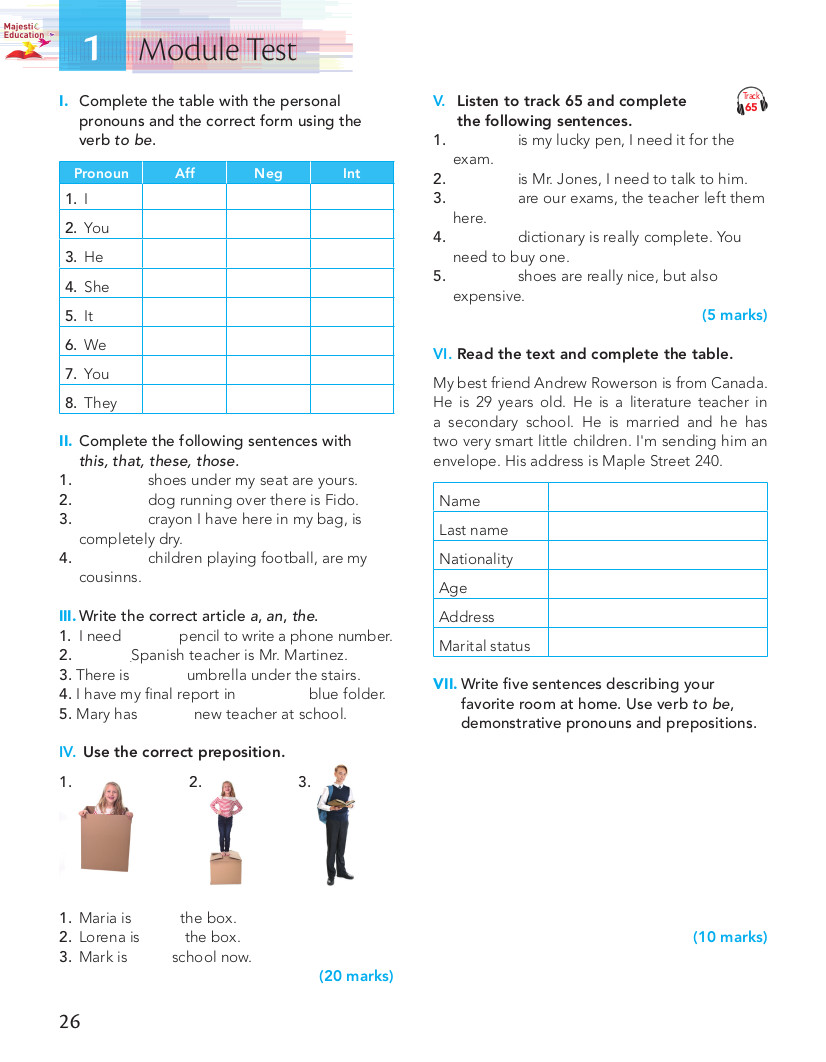 Majestic
Education
1 Module Test
I. Complete the table with the personal
pronouns and the correct form using the
verb to be.
Pronoun Aff Neg Int
1. I
2. You
3. He
4. She
5. It
6. We
7. You
8. They
II. Complete the following sentences with
this, that, these, those.
1. shoes under my seat are yours.
2. dog running over there is Fido.
3. crayon I have here in my bag, is
completely dry.
4. children playing football, are my
cousinns.
III. Write the correct article a, an, the.
1. I need pencil to write a phone number.
2. Spanish teacher is Mr. Martinez.
3. There is umbrella under the stairs.
4. I have my final report in blue folder.
5. Mary has new teacher at school.
IV. Use the correct preposition.
1. 2. 3.
1. Maria is the box.
2. Lorena is the box.
3. Mark is school now.
(20 marks)
V. Listen to track 65 and complete
the following sentences.
Track
65
1. is my lucky pen, I need it for the
exam.
2. is Mr. Jones, I need to talk to him.
3. are our exams, the teacher left them
here.
4. dictionary is really complete. You
need to buy one.
5. shoes are really nice, but also
expensive.
(5 marks)
VI. Read the text and complete the table.
My best friend Andrew Rowerson is from Canada.
He is 29 years old. He is a literature teacher in
a secondary school. He is married and he has
two very smart little children. I'm sending him an
envelope. His address is Maple Street 240.
Name
Last name
Nationality
Age
Address
Marital status
VII. Write five sentences describing your
favorite room at home. Use verb to be,
demonstrative pronouns and prepositions.
(10 marks)
26